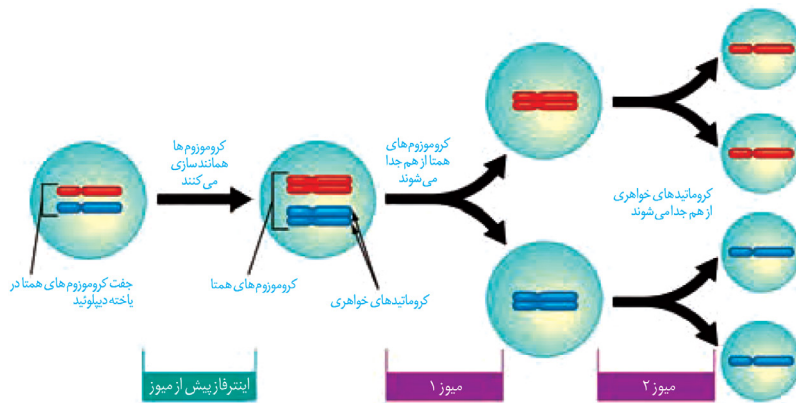 کروموزوم ها
همانندسازی
می کنند
کروموزوم های
همتا از هم جدا
می شوند
کروماتیدهای خواهری
از هم جدا می شوند
جفت کروموزوم های همتا در
یاخته دیپلوئید
کروموزوم های همتا
کروماتیدهای خواهری
اینترفاز پیش از میوز
میوز ۱
میوز ۲